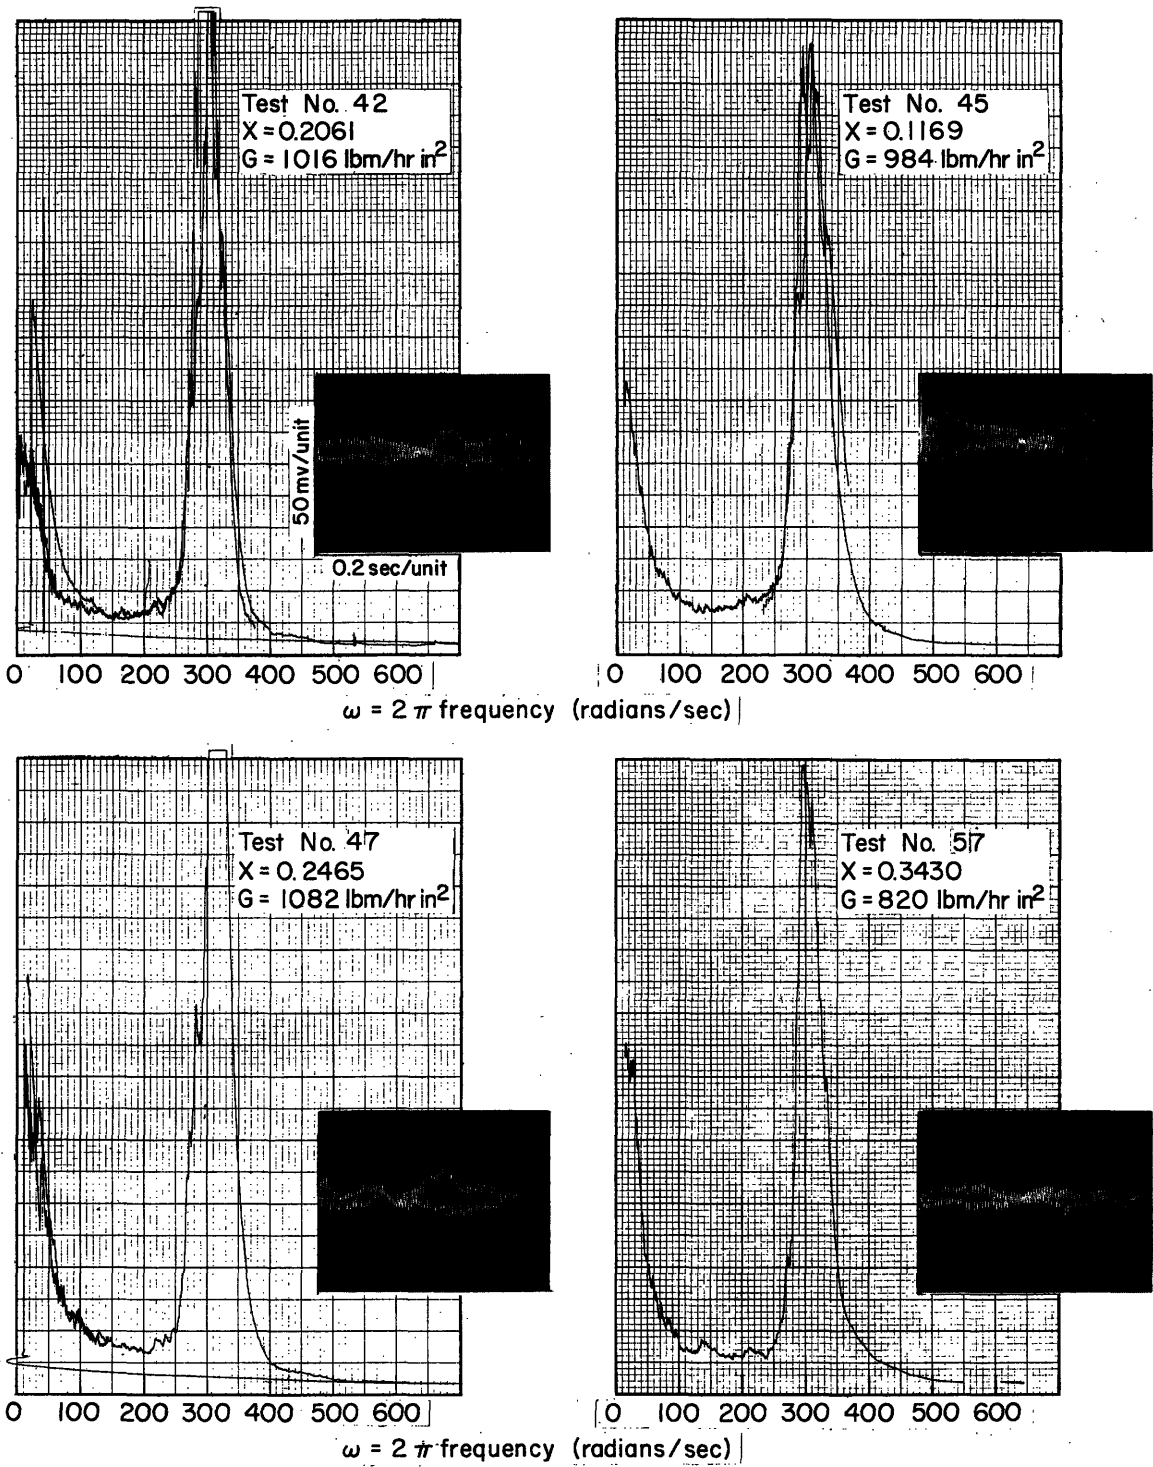 Test No. 42
X = 0.2061
G = 1016 lbm/hr in²
50 mv/unit
0.2 sec/unit
0 100 200 300 400 500 600
Test No. 45
X = 0.1169
G = 984 lbm/hr in²
0 100 200 300 400 500 600
ω = 2 π frequency (radians/sec)
Test No. 47
X = 0.2465
G = 1082 lbm/hr in²
0 100 200 300 400 500 600
Test No. 57
X = 0.3430
G = 820 lbm/hr in²
0 100 200 300 400 500 600
ω = 2 π frequency (radians/sec)